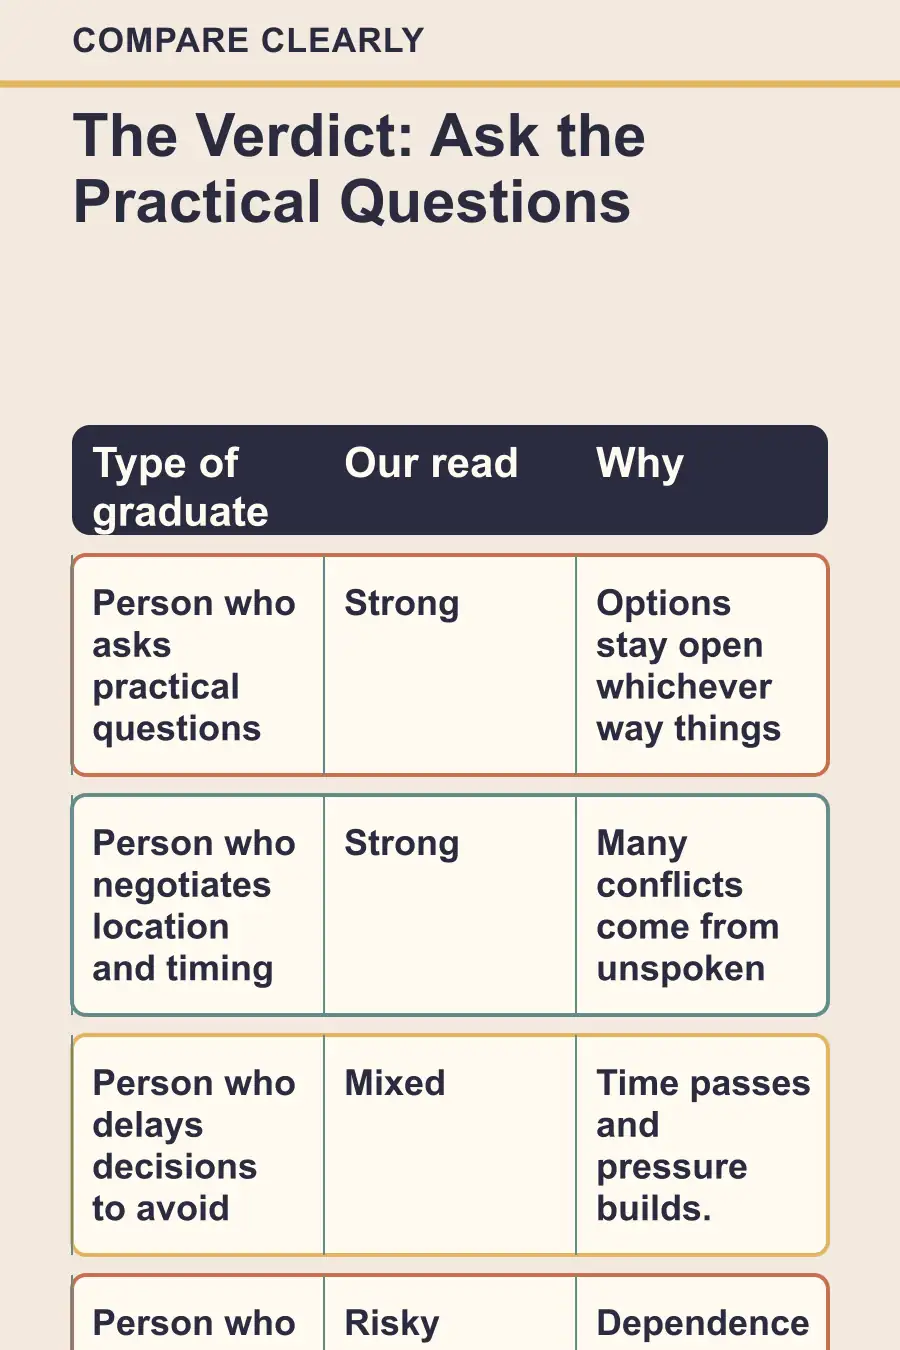 COMPARE CLEARLY
The Verdict: Ask the
Practical Questions
Type of
graduate
Our read
Why
Person who
asks
practical
questions
Strong
Options
stay open
whichever
way things
Person who
negotiates
location
and timing
Strong
Many
conflicts
come from
unspoken
Person who
delays
decisions
to avoid
Mixed
Time passes
and
pressure
builds.
Person who
Risky
Dependence